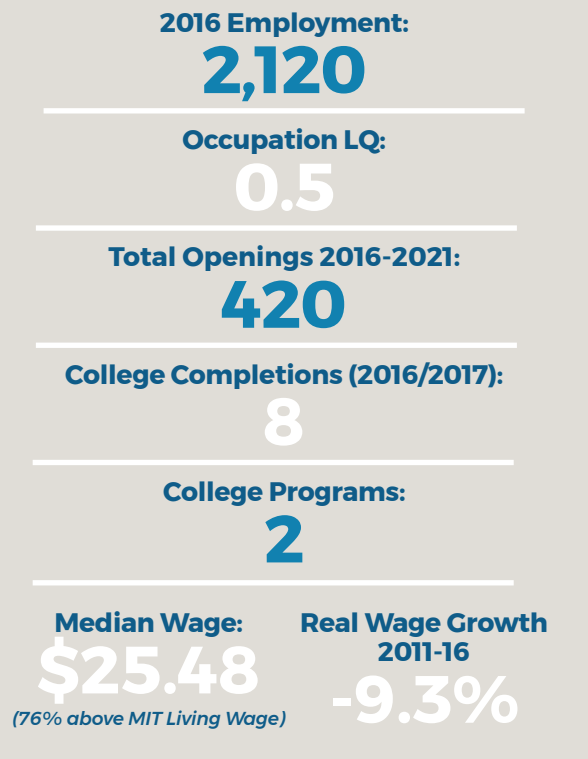 2016 Employment:
2,120
Occupation LQ:
0.5
Total Openings 2016-2021:
420
College Completions (2016/2017):
8
College Programs:
2
Median Wage:
$25.48
(76% above MIT Living Wage)
Real Wage Growth
2011-16
-9.3%